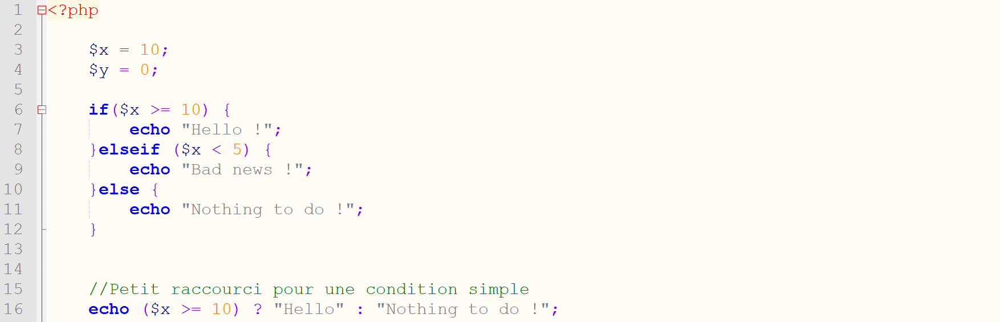 1 <?php
2
3 $x = 10;
4 $y = 0;
5
6 if($x >= 10) {
7 echo "Hello !";
8 }elseif ($x < 5) {
9 echo "Bad news !";
10 }else {
11 echo "Nothing to do !";
12 }
13
14
15 //Petit raccourci pour une condition simple
16 echo ($x >= 10) ? "Hello" : "Nothing to do !";